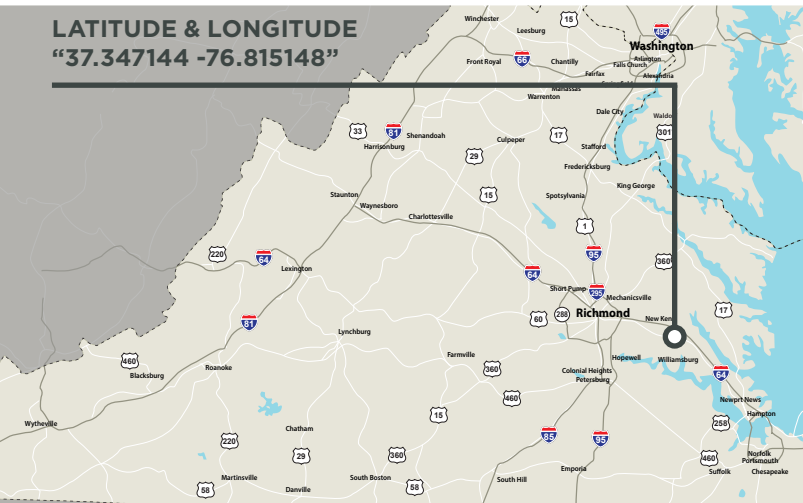 LATITUDE & LONGITUDE
“37.347144 -76.815148”
Winchester
15
Leesburg
495
Washington
Front Royal
66
Chantilly
Falls Church
Arlington
Fairfax
Alexandria
Manassas
Warrenton
Dale City
Waldo
33
81
Shenandoah
Harrisonburg
Culpeper
17
Stafford
301
29
Fredericksburg
King George
Staunton
15
Spotsylvania
Waynesboro
Charlottesville
1
220
64
Lexington
95
360
64
Short Pump
295
Mechanicsville
17
81
60
288
Richmond
New Ken
Lynchburg
460
Blacksburg
Roanoke
Farmville
360
Hopewell
Williamsburg
Colonial Heights
Petersburg
64
460
Newprt News
Wytheville
15
Hampton
258
Chatham
220
29
360
85
95
Norfolk
Portsmouth
460
Chesapeake
Suffolk
Emporia
Martinsville
South Boston
South Hill
58
Danville
58